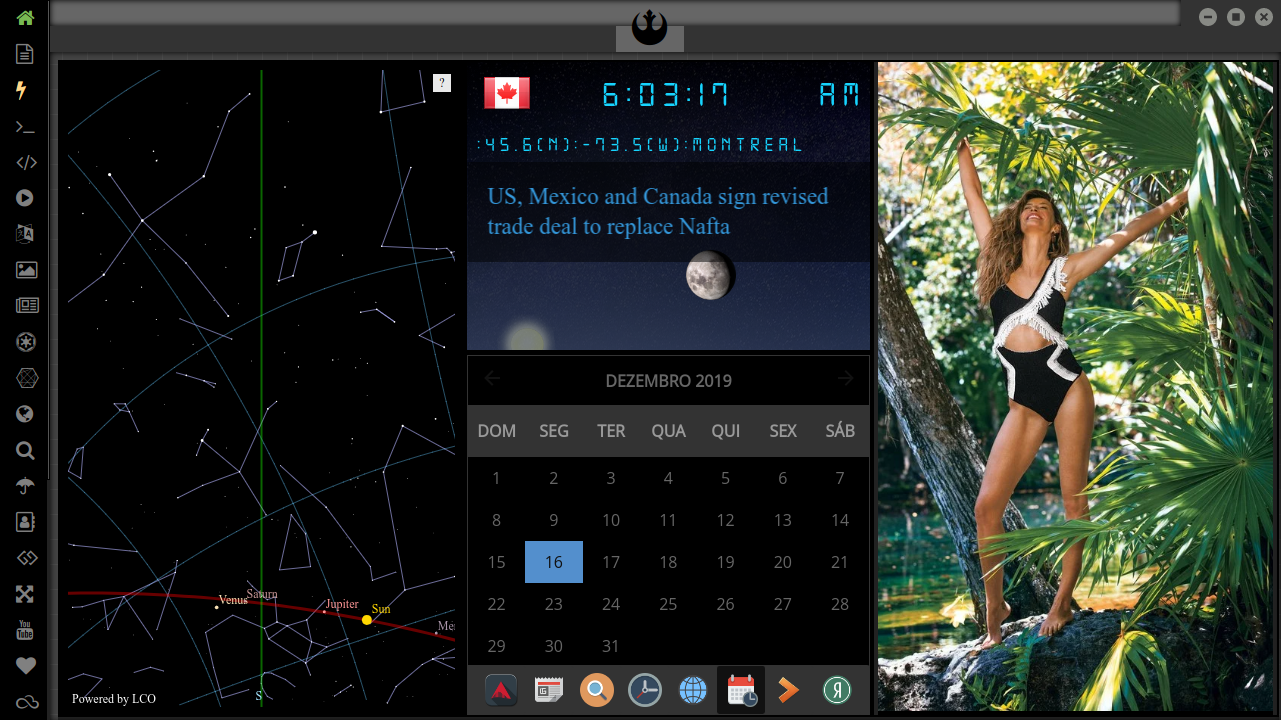 ?
6:03:17 AM
:45.6(N):-73.5(W):MONTREAL
US, Mexico and Canada sign revised
trade deal to replace Nafta
DEZEMBRO 2019
DOM SEG TER QUA QUI SEX SÁB
1 2 3 4 5 6 7
8 9 10 11 12 13 14
15 16 17 18 19 20 21
22 23 24 25 26 27 28
29 30 31
Venus
Saturn
Jupiter
Sun
Me
Powered by LCO
S
You
Tube
Я